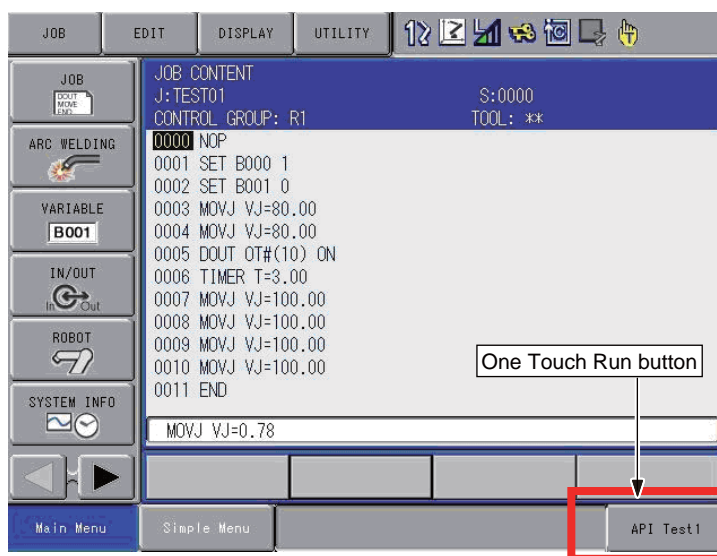 JOB
EDIT
DISPLAY
UTILITY
JOB
DOUT
MOVE
END
ARC WELDING
VARIABLE
B001
IN/OUT
In Out
ROBOT
SYSTEM INFO
JOB CONTENT
J:TEST01 S:0000
CONTROL GROUP: R1 TOOL: **
0000 NOP
0001 SET B000 1
0002 SET B001 0
0003 MOVJ VJ=80.00
0004 MOVJ VJ=80.00
0005 DOUT OT#(10) ON
0006 TIMER T=3.00
0007 MOVJ VJ=100.00
0008 MOVJ VJ=100.00
0009 MOVJ VJ=100.00
0010 MOVJ VJ=100.00
0011 END
One Touch Run button
MOVJ VJ=0.78
Main Menu
Simple Menu
API Test1